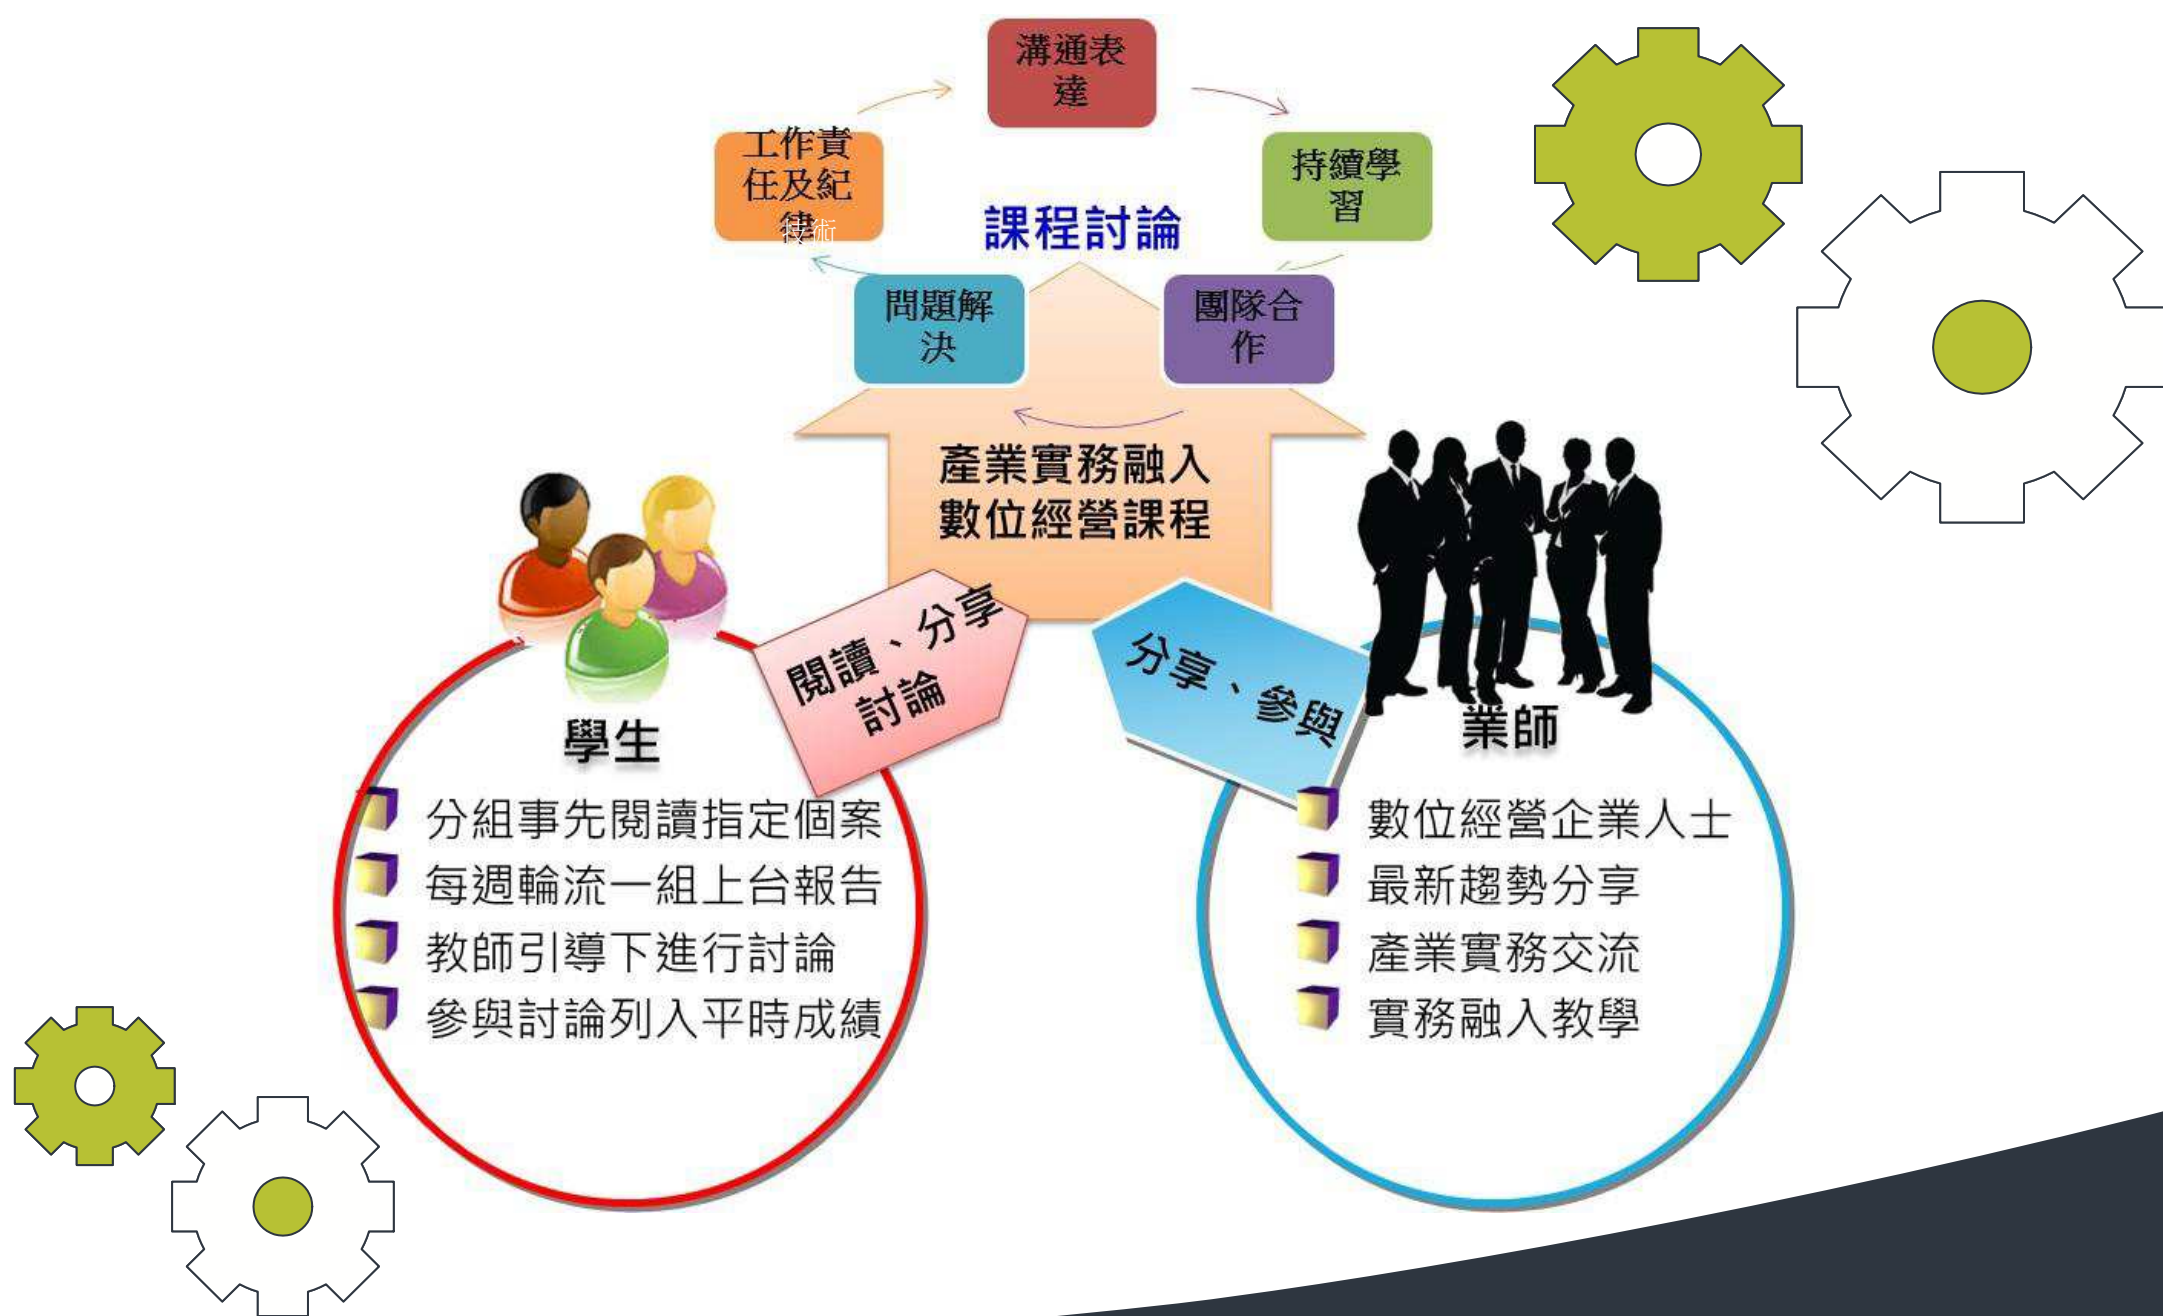 溝通表
達
工作責
任及紀
律
技術
持續學
習
課程討論
問題解
決
團隊合
作
產業實務融入
數位經營課程
閱讀、分享
討論
分享、參與
學生
分組事先閱讀指定個案
每週輪流一組上台報告
教師引導下進行討論
參與討論列入平時成績
業師
數位經營企業人士
最新趨勢分享
產業實務交流
實務融入教學